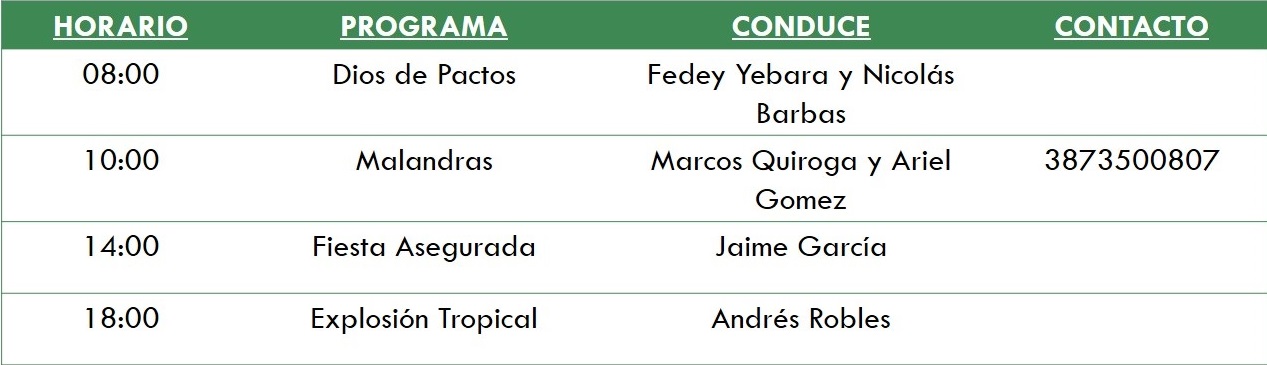 HORARIO PROGRAMA CONDUCE CONTACTO
08:00 Dios de Pactos Fedey Yebara y Nicolás
Barbas
10:00 Malandras Marcos Quiroga y Ariel 3873500807
Gomez
14:00 Fiesta Asegurada Jaime García
18:00 Explosión Tropical Andrés Robles